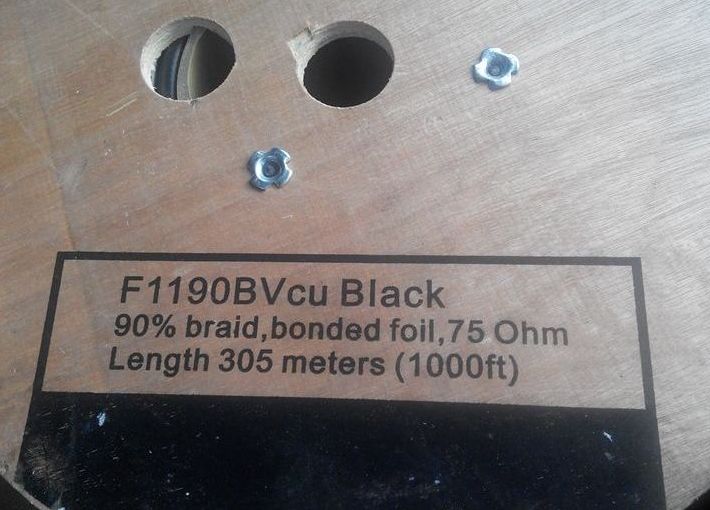 F1190BVcu Black
90% braid,bonded foil,75 Ohm
Length 305 meters (1000ft)